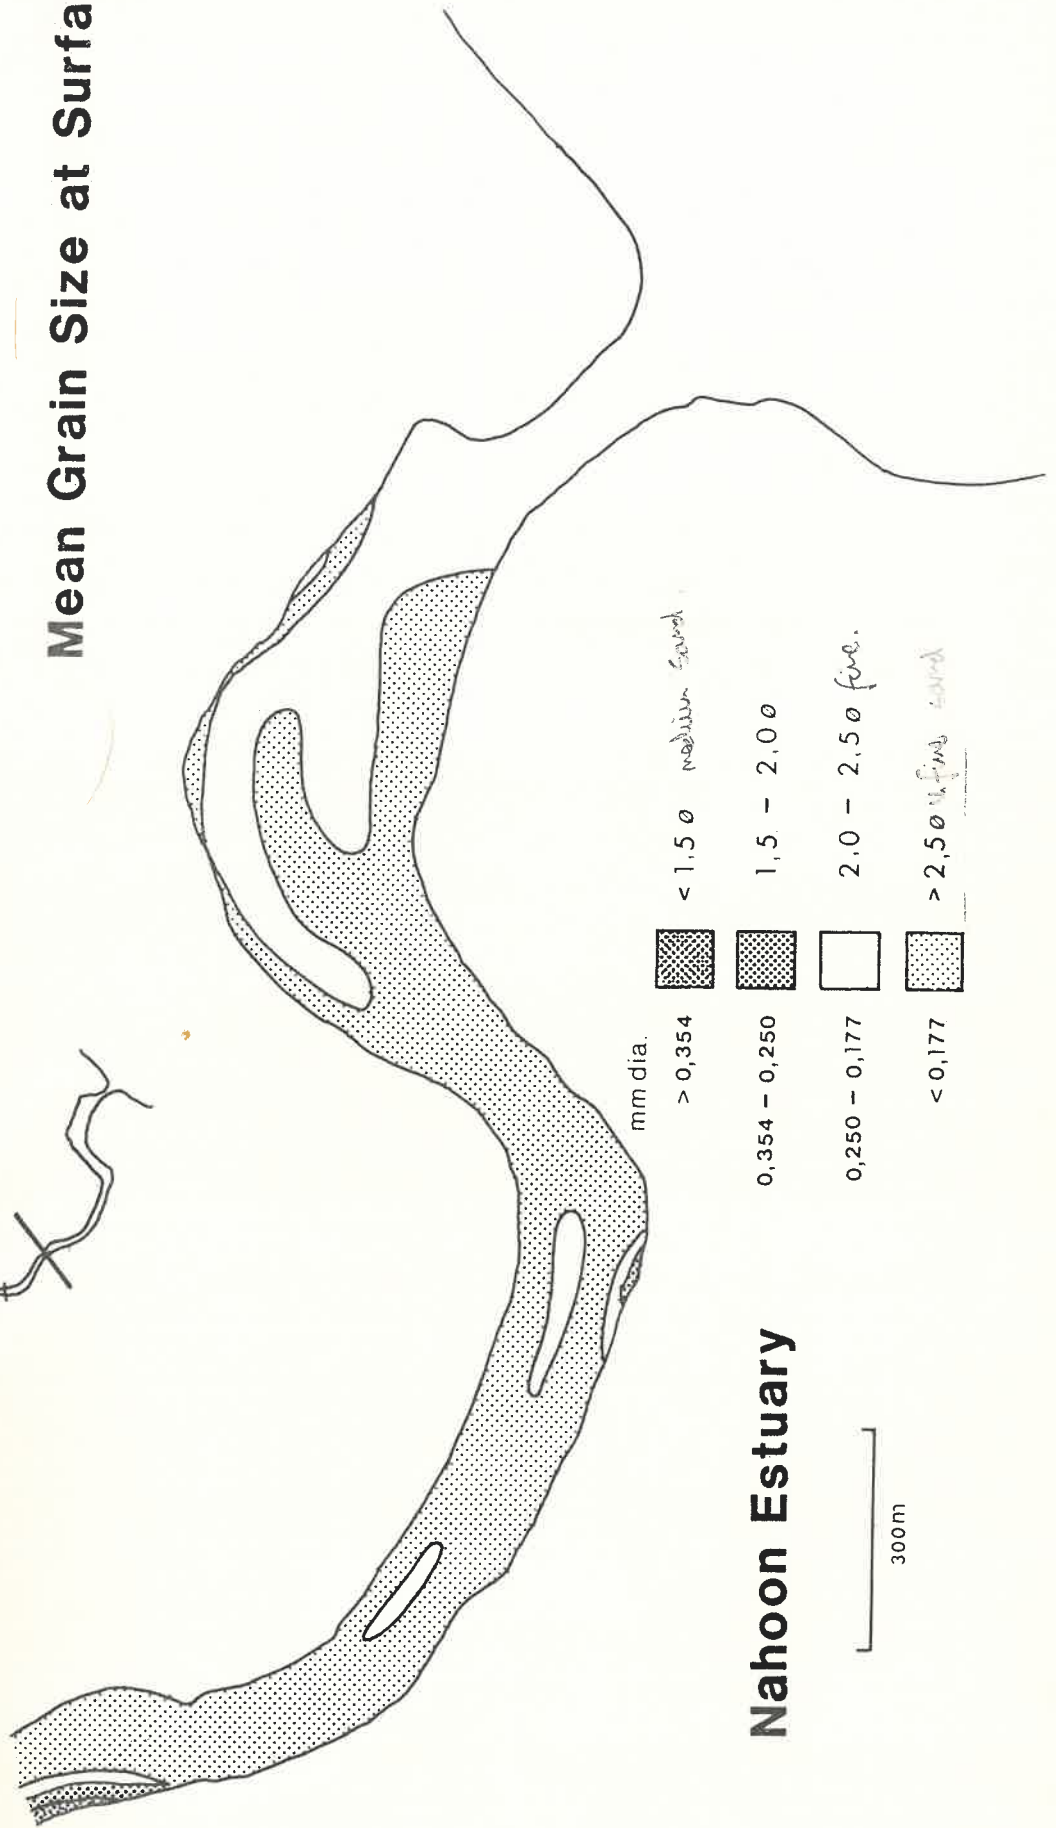 Mean Grain Size at Surfa
mm dia.
> 0,354 < 1.5 ø medium sand.
0,354 – 0,250 1,5 – 2,0 ø
0,250 – 0,177 2,0 – 2,5 ø fine.
< 0,177 > 2,5 ø fine sand
Nahoon Estuary
300m